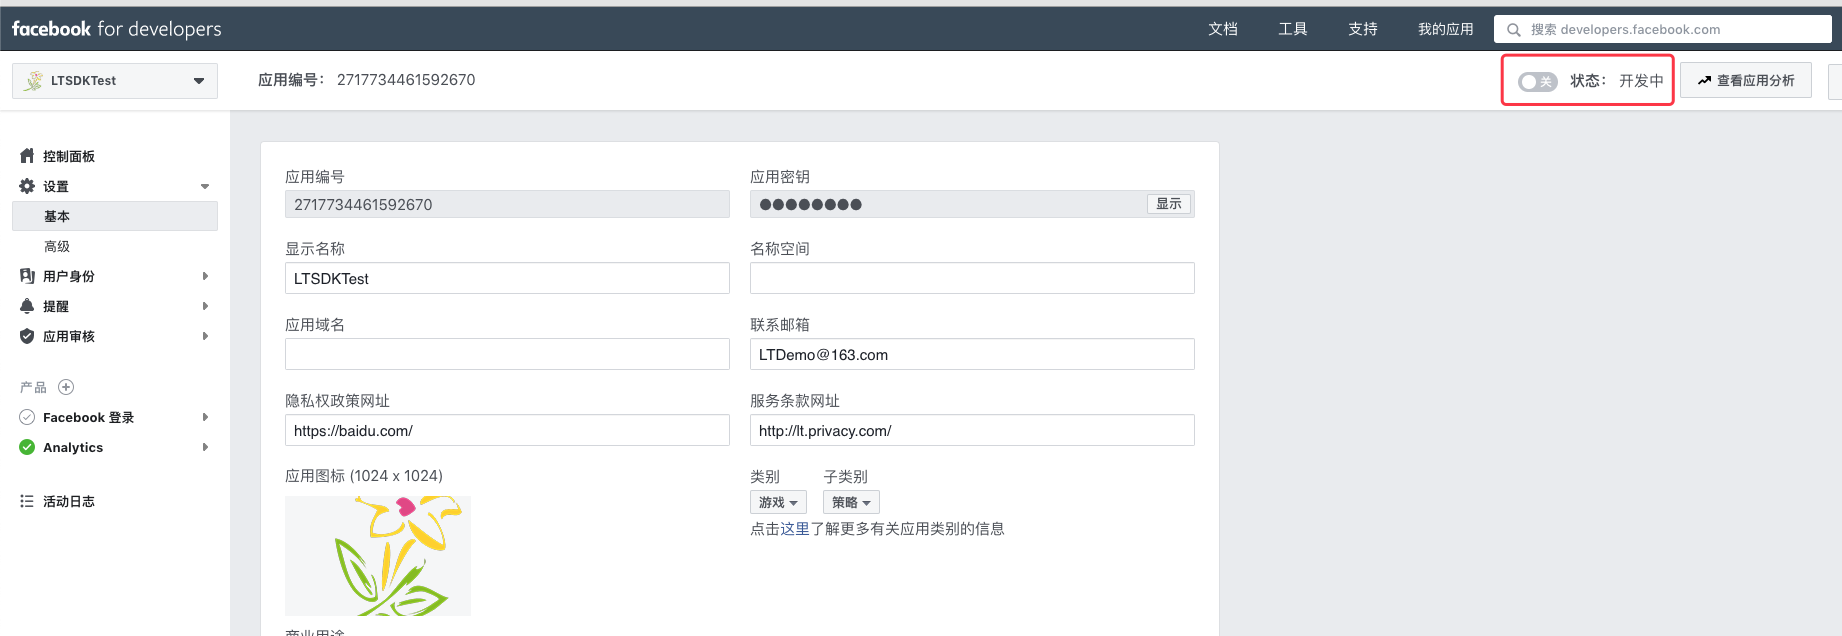 facebook for developers
文档 工具 支持 我的应用 搜索 developers.facebook.com
LTSDKTest
应用编号： 2717734461592670
关 状态： 开发中
查看应用分析
控制面板
设置
基本
高级
用户身份
提醒
应用审核
产品
Facebook 登录
Analytics
活动日志
应用编号
2717734461592670
应用密钥
●●●●●●●● 显示
显示名称
LTSDKTest
名称空间
应用域名
联系邮箱
LTDemo@163.com
隐私权政策网址
https://baidu.com/
服务条款网址
http://lt.privacy.com/
应用图标 (1024 x 1024)
类别 子类别
游戏 策略
点击这里了解更多有关应用类别的信息
商业用途